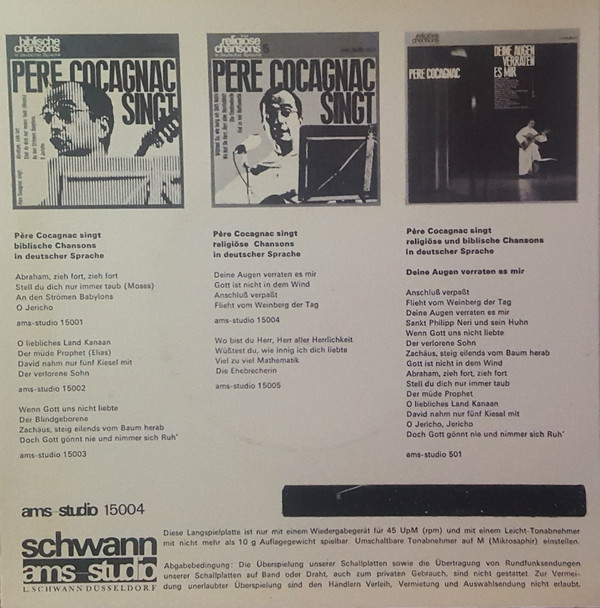 biblische
chansons
in deutscher Sprache
PERE COCAGNAC
SINGT
religiöse
chansons
in deutscher Sprache
PERE COCAGNAC
SINGT
religiöse
chansons
PERE COCAGNAC
DEINE AUGEN
VERRATEN
ES MIR
Père Cocagnac singt
biblische Chansons
in deutscher Sprache
Abraham, zieh fort, zieh fort
Stell du dich nur immer taub (Moses)
An den Strömen Babylons
O Jericho
ams-studio 15001
O liebliches Land Kanaan
Der müde Prophet (Elias)
David nahm nur fünf Kiesel mit
Der verlorene Sohn
ams-studio 15002
Wenn Gott uns nicht liebte
Der Blindgeborene
Zachäus, steig eilends vom Baum herab
Doch Gott gönnt nie und nimmer sich Ruh'
ams-studio 15003
Père Cocagnac singt
religiöse Chansons
in deutscher Sprache
Deine Augen verraten es mir
Gott ist nicht in dem Wind
Anschluß verpaßt
Flieht vom Weinberg der Tag
ams-studio 15004
Wo bist du Herr, Herr aller Herrlichkeit
Wüßtest du, wie innig ich dich liebte
Viel zu viel Mathematik
Die Ehebrecherin
ams-studio 15005
Père Cocagnac singt
religiöse und biblische Chansons
in deutscher Sprache
Deine Augen verraten es mir
Anschluß verpaßt
Flieht vom Weinberg der Tag
Deine Augen verraten es mir
Sankt Philipp Neri und sein Huhn
Wenn Gott uns nicht liebte
Der verlorene Sohn
Zachäus, steig eilends vom Baum herab
Gott ist nicht in dem Wind
Abraham, zieh fort, zieh fort
Stell du dich nur immer taub
Der müde Prophet
O liebliches Land Kanaan
David nahm nur fünf Kiesel mit
O Jericho, Jericho
Doch Gott gönnt nie und nimmer sich Ruh'
ams-studio 501
ams-studio 15004
schwann
ams-studio
L. SCHWANN DÜSSELDORF
Diese Langspielplatte ist nur mit einem Wiedergabegerät für 45 UpM (rpm) und mit einem Leicht-Tonabnehmer
mit nicht mehr als 10 g Auflagegewicht spielbar. Umschaltbare Tonabnehmer auf M (Mikrosaphir) einstellen.
Abgabebedingung: Die Überspielung unserer Schallplatten sowie die Übertragung von Rundfunksendungen
unserer Schallplatten auf Band oder Draht, auch zum privaten Gebrauch, sind nicht gestattet. Zur Vermei-
dung unerlaubter Überspielung sind den Händlern Verleih, Vermietung und Auswahlsendung nicht erlaubt.